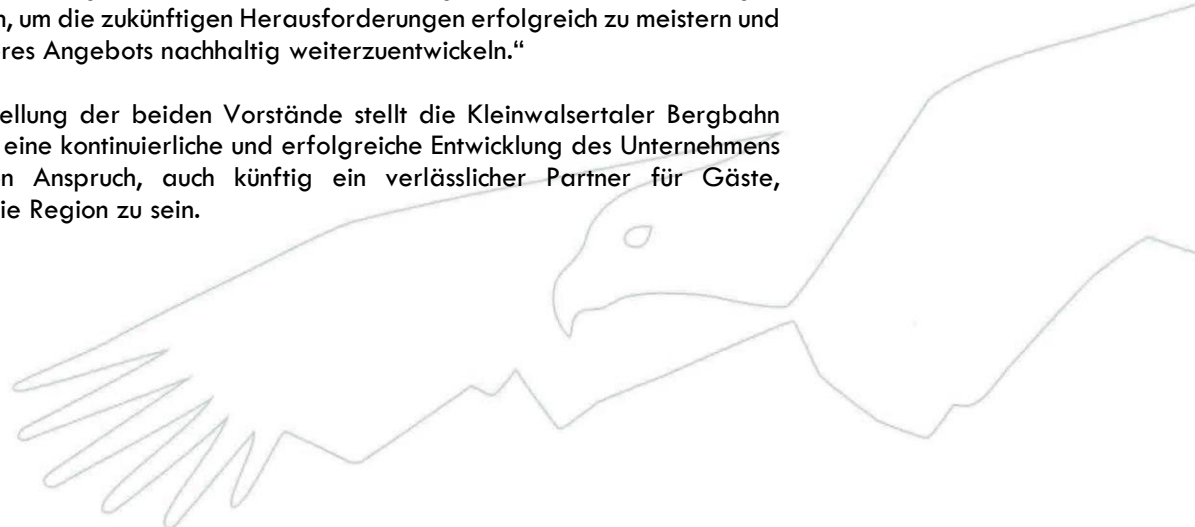 , um die zukünftigen Herausforderungen erfolgreich zu meistern und
res Angebots nachhaltig weiterzuentwickeln.“
ellung der beiden Vorstände stellt die Kleinwalsertaler Bergbahn
eine kontinuierliche und erfolgreiche Entwicklung des Unternehmens
n Anspruch, auch künftig ein verlässlicher Partner für Gäste,
ie Region zu sein.